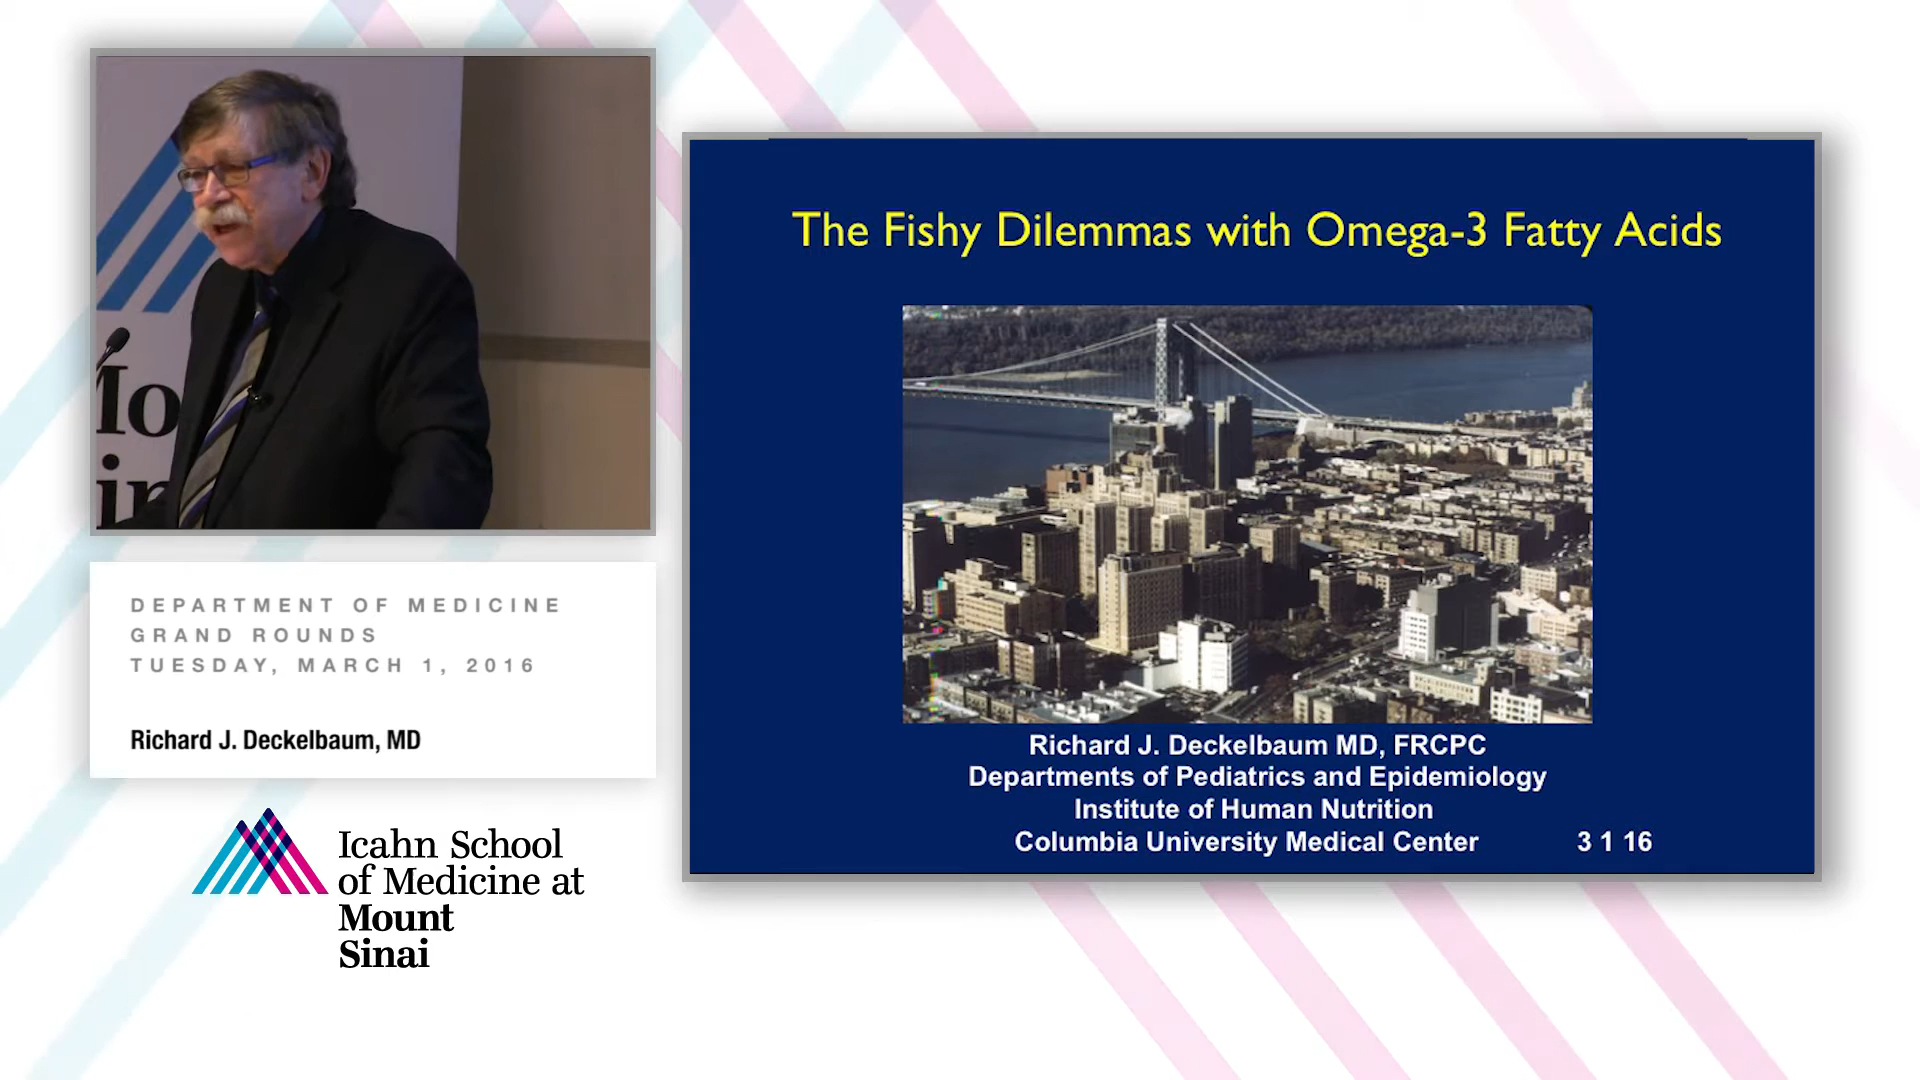 Mo
Sin
DEPARTMENT OF MEDICINE
GRAND ROUNDS
TUESDAY, MARCH 1, 2016
Richard J. Deckelbaum, MD
Icahn School
of Medicine at
Mount
Sinai
The Fishy Dilemmas with Omega-3 Fatty Acids
Richard J. Deckelbaum MD, FRCPC
Departments of Pediatrics and Epidemiology
Institute of Human Nutrition
Columbia University Medical Center 3 1 16